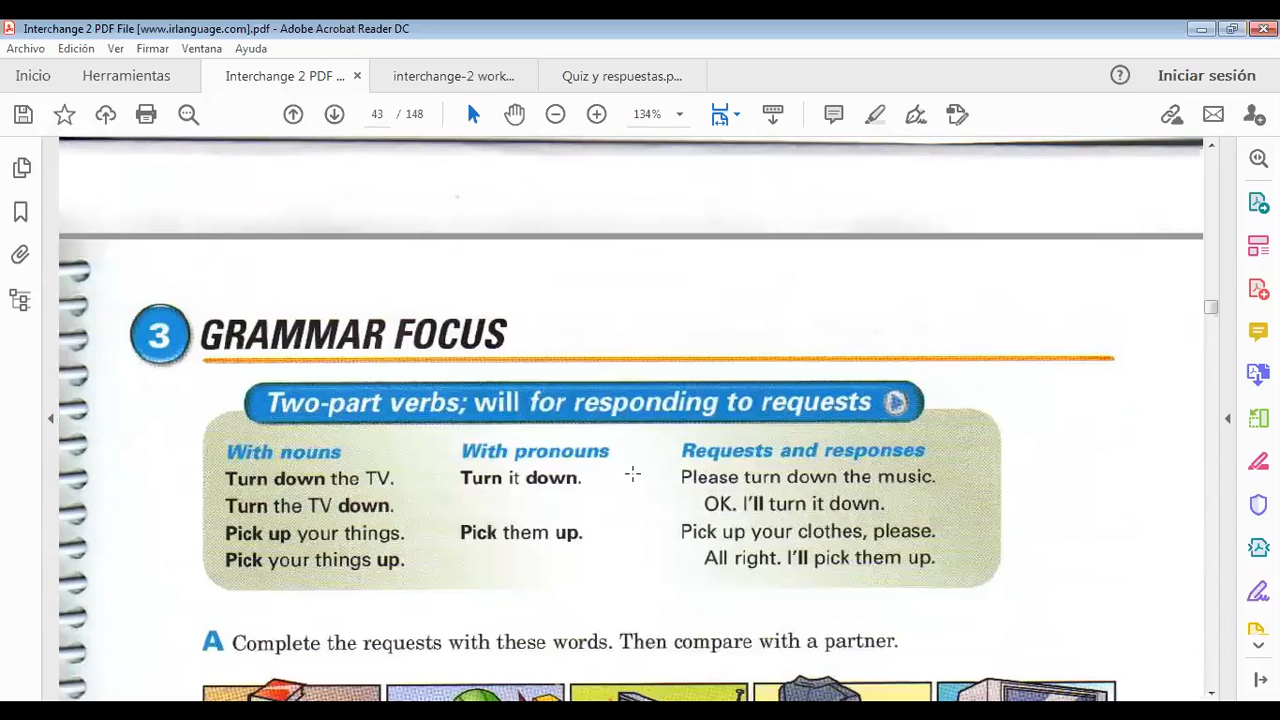 Interchange 2 PDF File [www.irlanguage.com].pdf - Adobe Acrobat Reader DC
Archivo Edición Ver Firmar Ventana Ayuda
Inicio Herramientas Interchange 2 PDF ... × interchange-2 work... Quiz y respuestas.p... Iniciar sesión
43 / 148 134%
3 GRAMMAR FOCUS
Two-part verbs; will for responding to requests
With nouns With pronouns Requests and responses
Turn down the TV. Turn it down. Please turn down the music.
Turn the TV down. OK. I'll turn it down.
Pick up your things. Pick them up. Pick up your clothes, please.
Pick your things up. All right. I'll pick them up.
A Complete the requests with these words. Then compare with a partner.